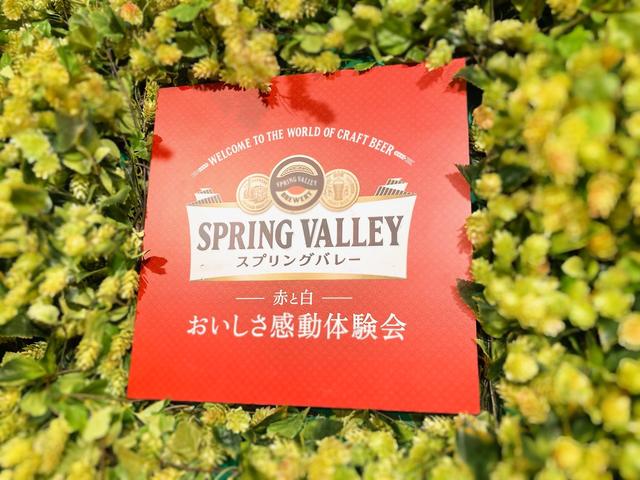 WELCOME TO THE WORLD OF CRAFT BEER
SPRING VALLEY
BREWERY
SPRING VALLEY
スプリングバレー
赤と白
おいしさ感動体験会